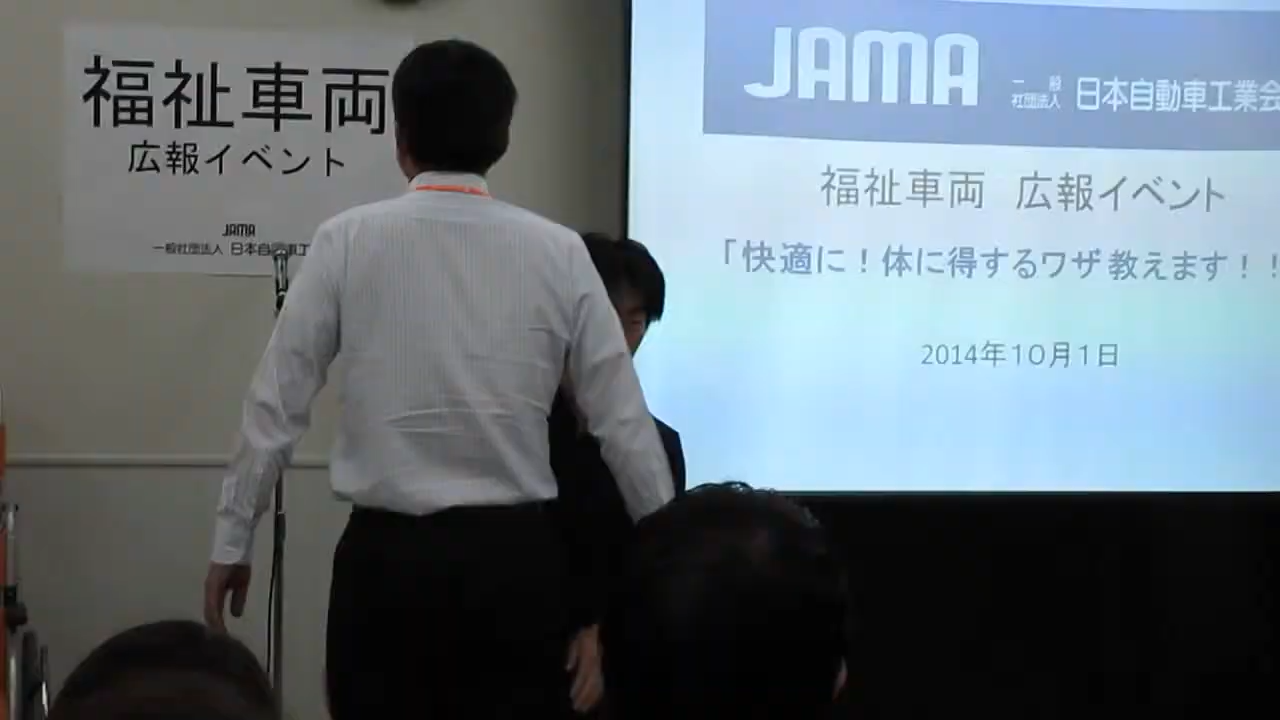 福祉車両
広報イベント
JAMA
一般社団法人 日本自動車工
JAMA
一般社団法人 日本自動車工業会
福祉車両 広報イベント
「快適に！体に得するワザ教えます！！
2014年10月1日